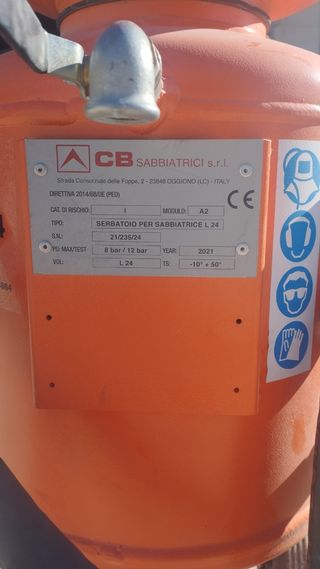 CB SABBIATRICI s.r.l.
Strada Consorziale delle Foppe, 2 - 23848 OGGIONO (LC) - ITALY
DIRETTIVA 2014/68/UE (PED)
CAT. DI RISCHIO: I MODULO: A2
TIPO: SERBATOIO PER SABBIATRICE L 24
S.N.: 21/235/24
PS: MAX/TEST 8 bar / 12 bar YEAR: 2021
VOL: L 24 TS: -10° + 50°
CE